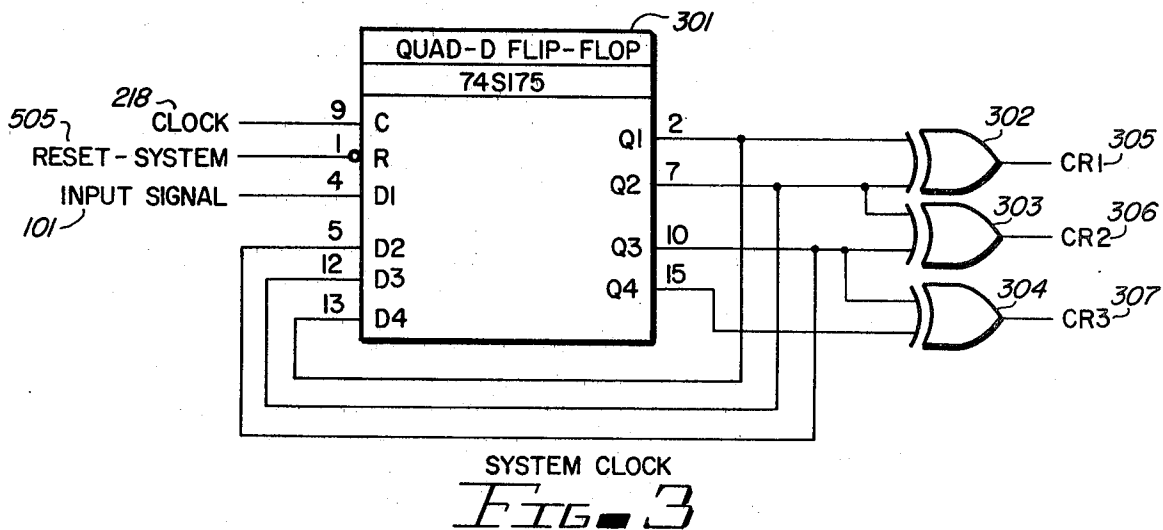 301
QUAD-D FLIP-FLOP
74S175
218
CLOCK
9
C
505
RESET-SYSTEM
1
R
INPUT SIGNAL
4
D1
101
5
D2
12
D3
13
D4
Q1
2
Q2
7
Q3
10
Q4
15
302
CR1
305
303
CR2
306
304
CR3
307
SYSTEM CLOCK
FIG. 3